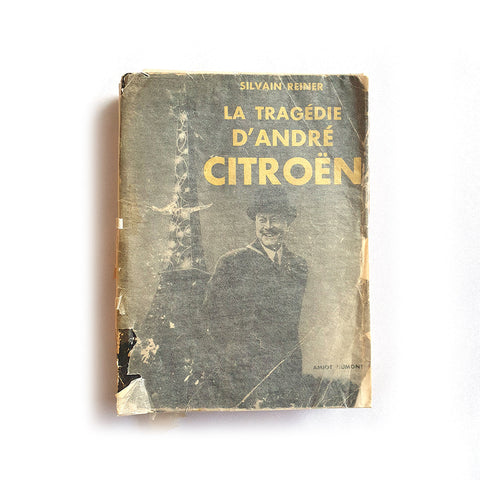 SILVAIN REINER
LA TRAGÉDIE
D'ANDRÉ
CITROËN
AMIOT DUMONT